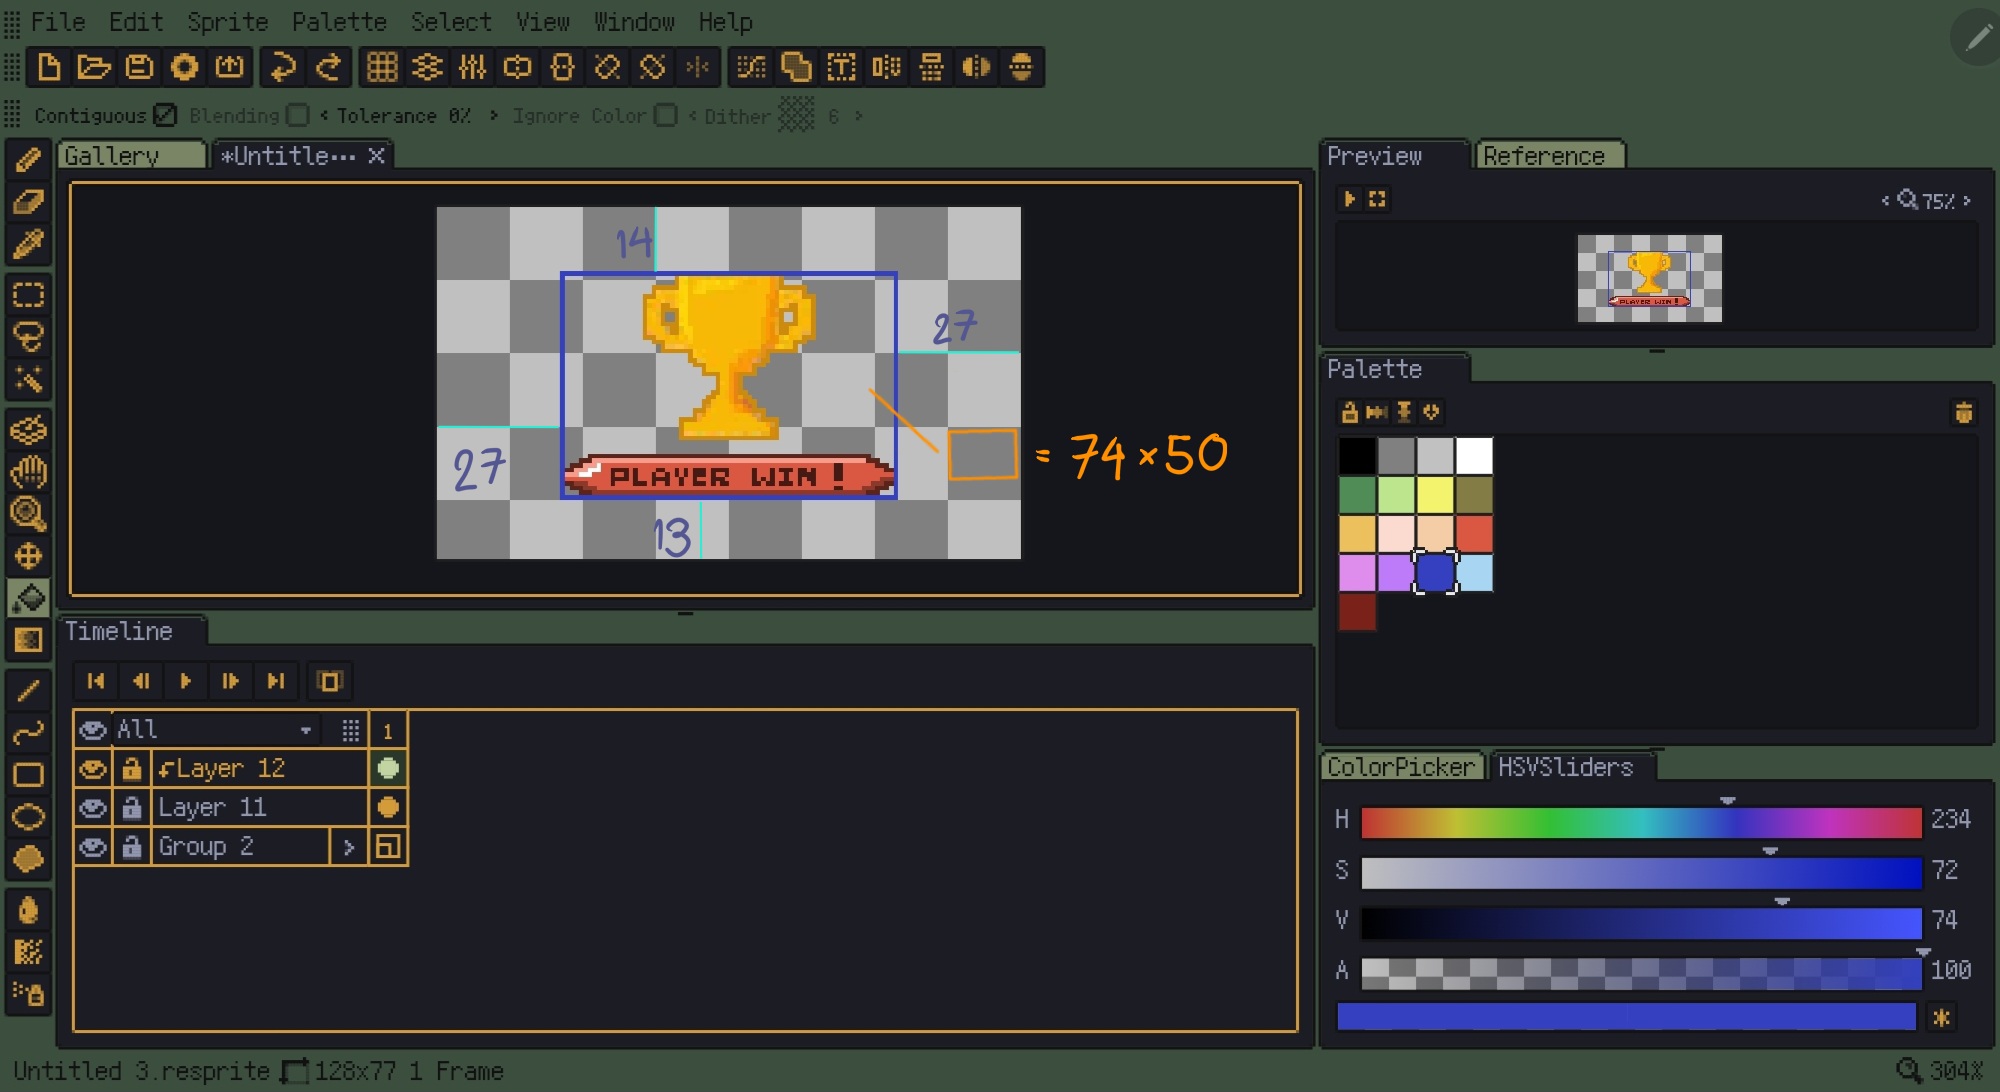 File Edit Sprite Palette Select View Window Help
Contiguous Blending < Tolerance 0% > Ignore Color < Dither 6 >
Gallery *Untitle··· X
Preview Reference
< 75% >
14
27
27
= 74×50
PLAYER WIN !
13
Palette
Timeline
All 1
Layer 12
Layer 11
Group 2 >
ColorPicker HSVSliders
H 234
S 72
V 74
A 100
Untitled 3.resprite 128x77 1 Frame 304%